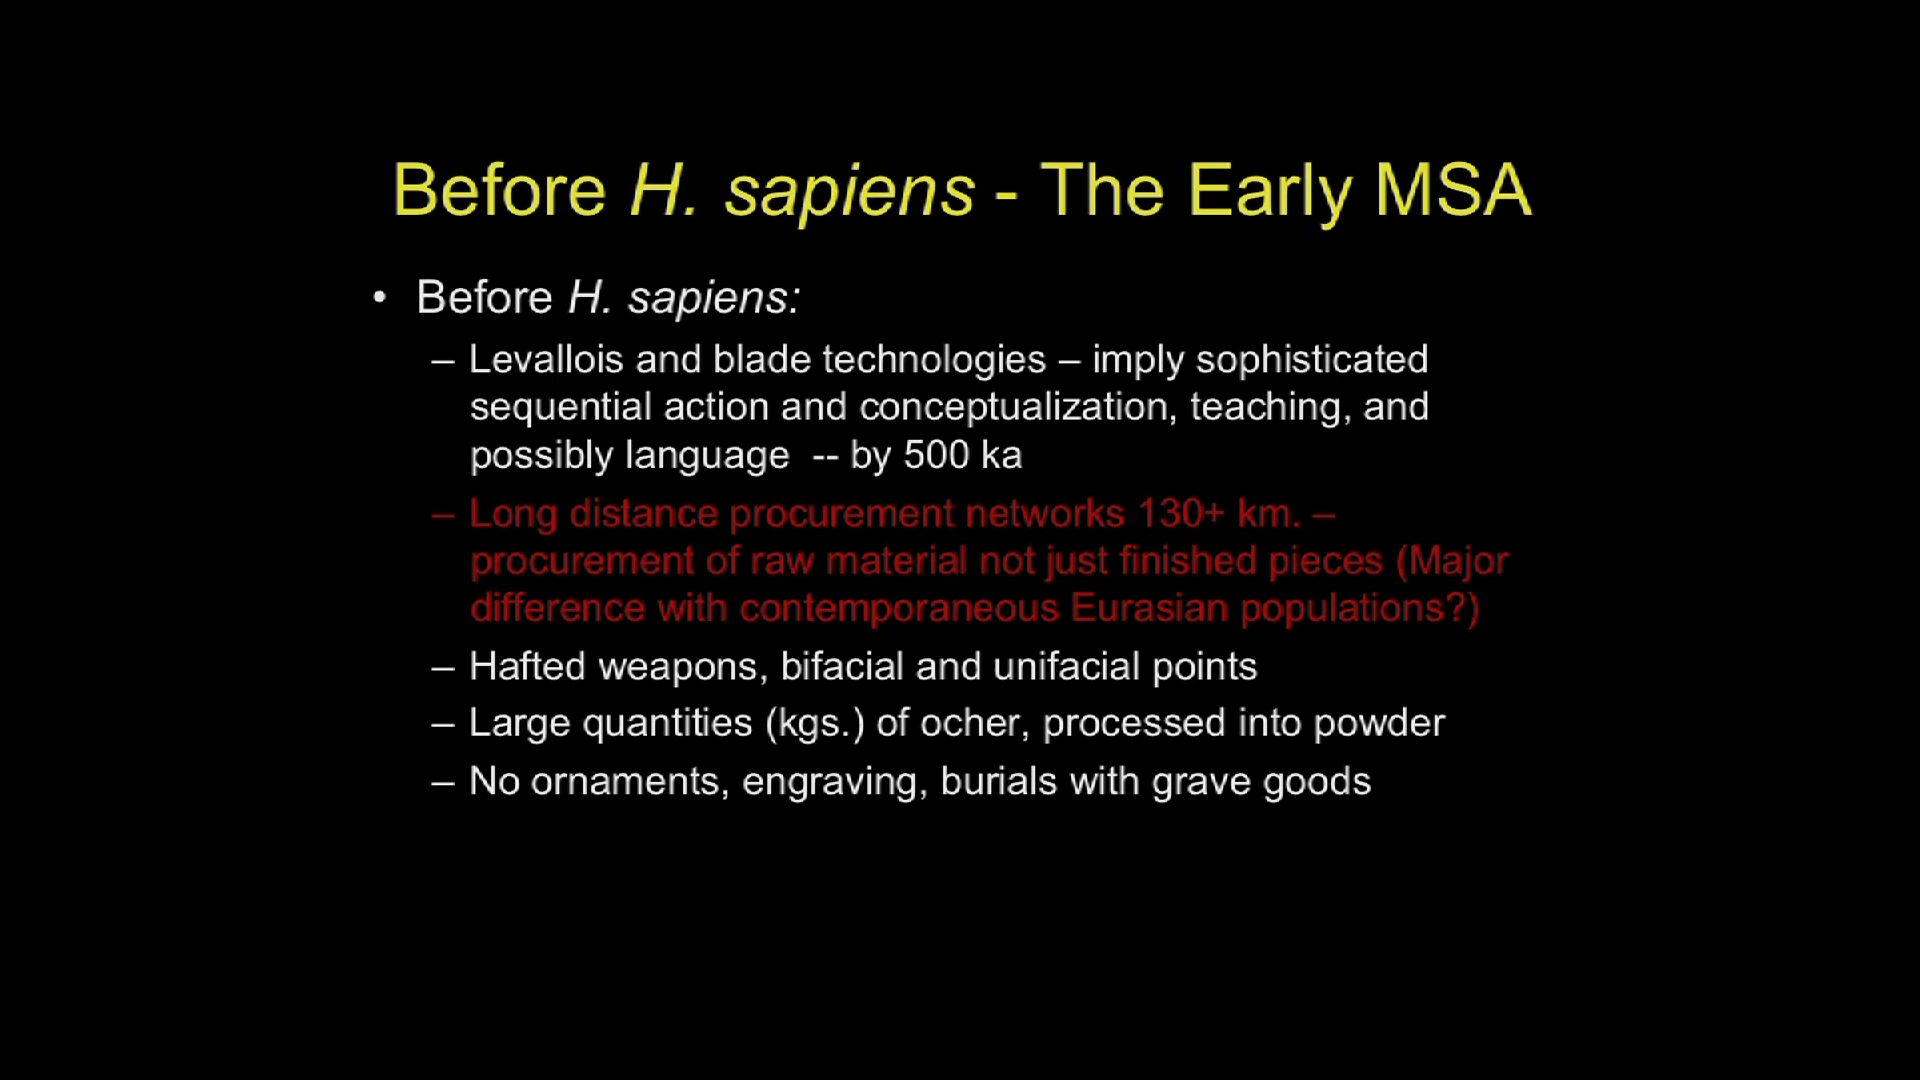 Before H. sapiens - The Early MSA
• Before H. sapiens:
– Levallois and blade technologies – imply sophisticated
sequential action and conceptualization, teaching, and
possibly language -- by 500 ka
– Long distance procurement networks 130+ km. –
procurement of raw material not just finished pieces (Major
difference with contemporaneous Eurasian populations?)
– Hafted weapons, bifacial and unifacial points
– Large quantities (kgs.) of ocher, processed into powder
– No ornaments, engraving, burials with grave goods